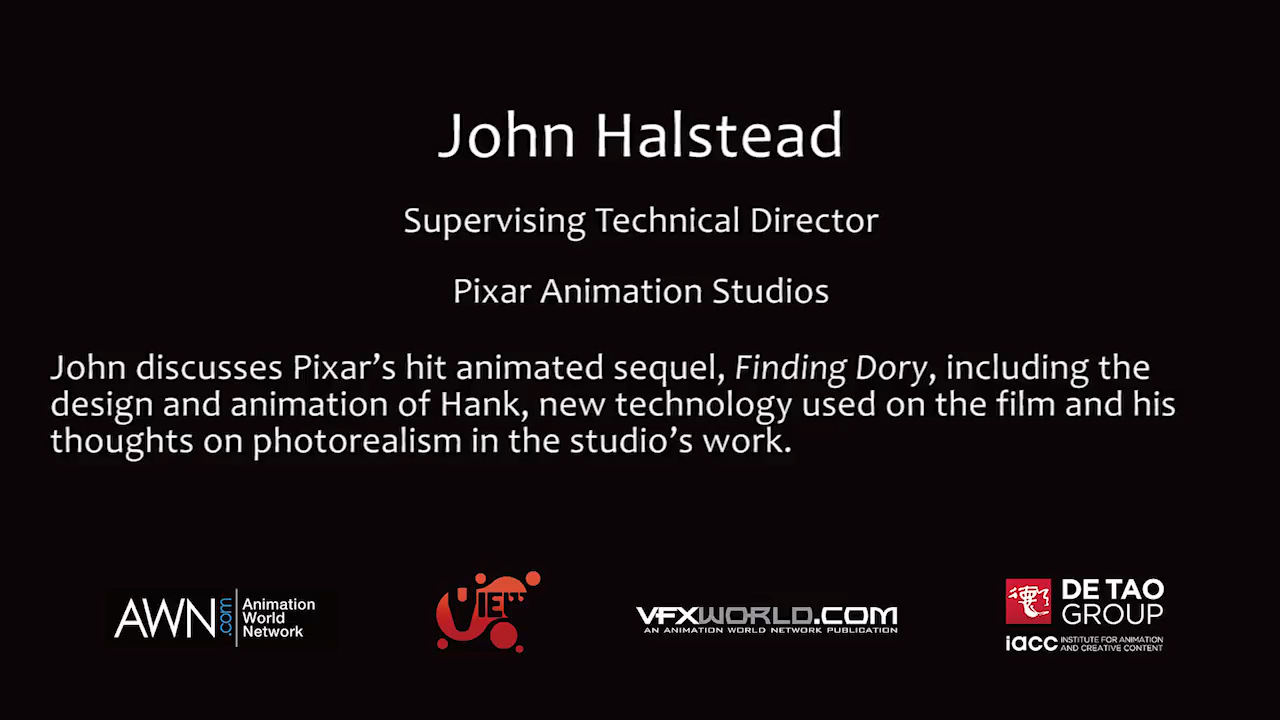 John Halstead
Supervising Technical Director
Pixar Animation Studios
John discusses Pixar’s hit animated sequel, Finding Dory, including the
design and animation of Hank, new technology used on the film and his
thoughts on photorealism in the studio’s work.
AWN.com
Animation
World
Network
VIEW
VFXWORLD.COM
AN ANIMATION WORLD NETWORK PUBLICATION
DE TAO
GROUP
iacc INSTITUTE FOR ANIMATION
AND CREATIVE CONTENT